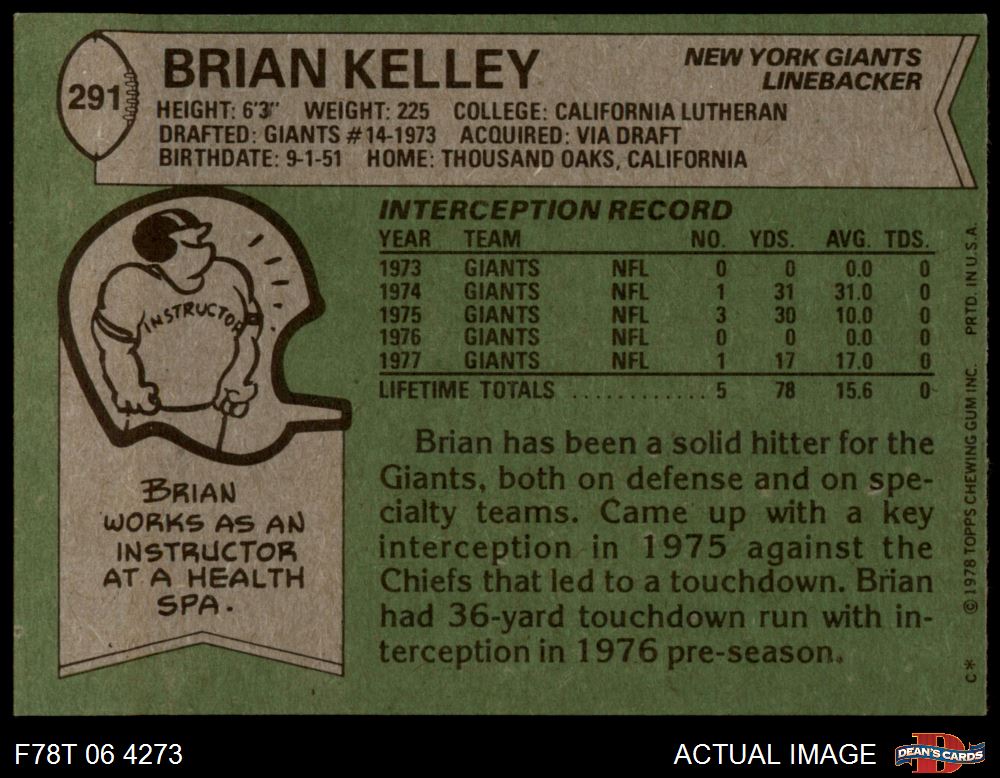 291
BRIAN KELLEY
NEW YORK GIANTS
LINEBACKER
HEIGHT: 6'3" WEIGHT: 225 COLLEGE: CALIFORNIA LUTHERAN
DRAFTED: GIANTS #14-1973 ACQUIRED: VIA DRAFT
BIRTHDATE: 9-1-51 HOME: THOUSAND OAKS, CALIFORNIA
INSTRUCTOR
BRIAN
WORKS AS AN
INSTRUCTOR
AT A HEALTH
SPA.
INTERCEPTION RECORD
YEAR TEAM NO. YDS. AVG. TDS.
1973 GIANTS NFL 0 0 0.0 0
1974 GIANTS NFL 1 31 31.0 0
1975 GIANTS NFL 3 30 10.0 0
1976 GIANTS NFL 0 0 0.0 0
1977 GIANTS NFL 1 17 17.0 0
LIFETIME TOTALS ............ 5 78 15.6 0
Brian has been a solid hitter for the
Giants, both on defense and on spe-
cialty teams. Came up with a key
interception in 1975 against the
Chiefs that led to a touchdown. Brian
had 36-yard touchdown run with in-
terception in 1976 pre-season.
C* © 1978 TOPPS CHEWING GUM INC. PRTD. IN U.S.A.
F78T 06 4273
ACTUAL IMAGE
DEAN'S CARDS